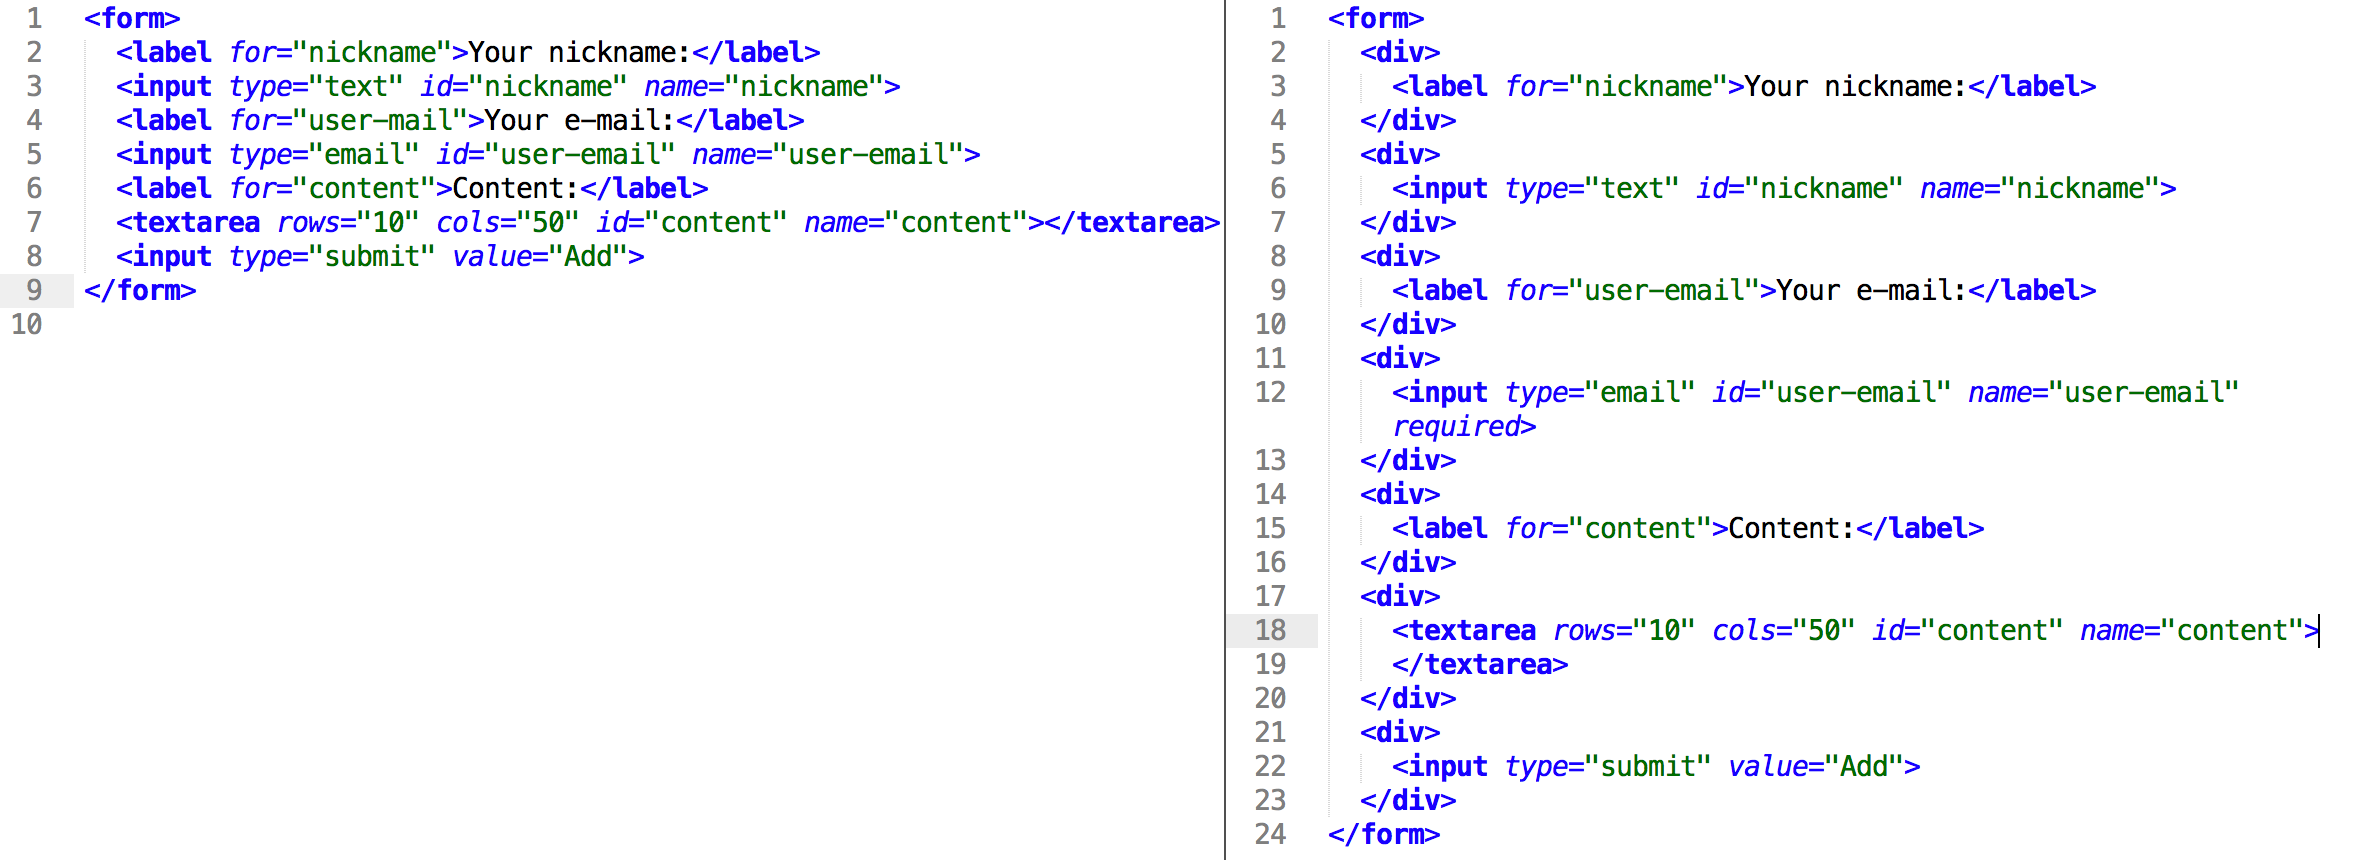 1 <form>
2 <label for="nickname">Your nickname:</label>
3 <input type="text" id="nickname" name="nickname">
4 <label for="user-mail">Your e-mail:</label>
5 <input type="email" id="user-email" name="user-email">
6 <label for="content">Content:</label>
7 <textarea rows="10" cols="50" id="content" name="content"></textarea>
8 <input type="submit" value="Add">
9 </form>
10
1 <form>
2 <div>
3 <label for="nickname">Your nickname:</label>
4 </div>
5 <div>
6 <input type="text" id="nickname" name="nickname">
7 </div>
8 <div>
9 <label for="user-email">Your e-mail:</label>
10 </div>
11 <div>
12 <input type="email" id="user-email" name="user-email"
required>
13 </div>
14 <div>
15 <label for="content">Content:</label>
16 </div>
17 <div>
18 <textarea rows="10" cols="50" id="content" name="content">
19 </textarea>
20 </div>
21 <div>
22 <input type="submit" value="Add">
23 </div>
24 </form>